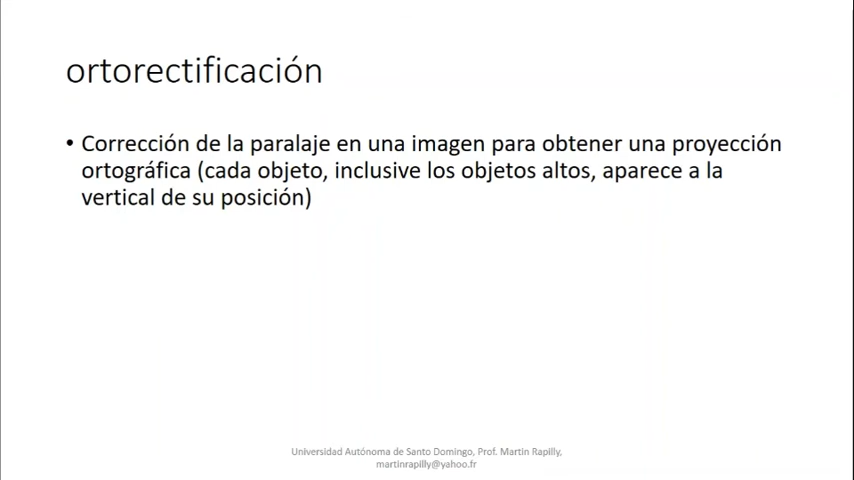 ortorectificación
• Corrección de la paralaje en una imagen para obtener una proyección
ortográfica (cada objeto, inclusive los objetos altos, aparece a la
vertical de su posición)
Universidad Autónoma de Santo Domingo, Prof. Martin Rapilly,
martinrapilly@yahoo.fr